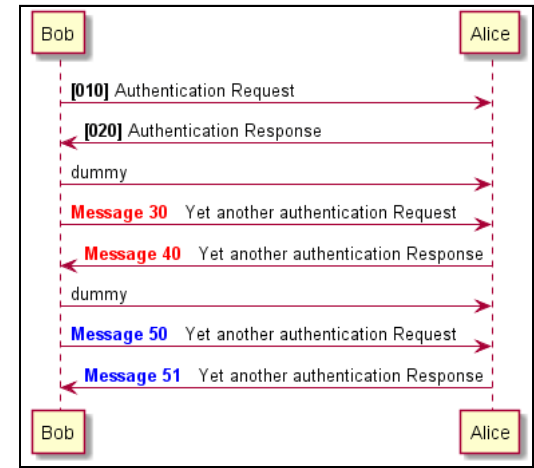 Bob Alice
[010] Authentication Request
[020] Authentication Response
dummy
Message 30 Yet another authentication Request
Message 40 Yet another authentication Response
dummy
Message 50 Yet another authentication Request
Message 51 Yet another authentication Response
Bob Alice